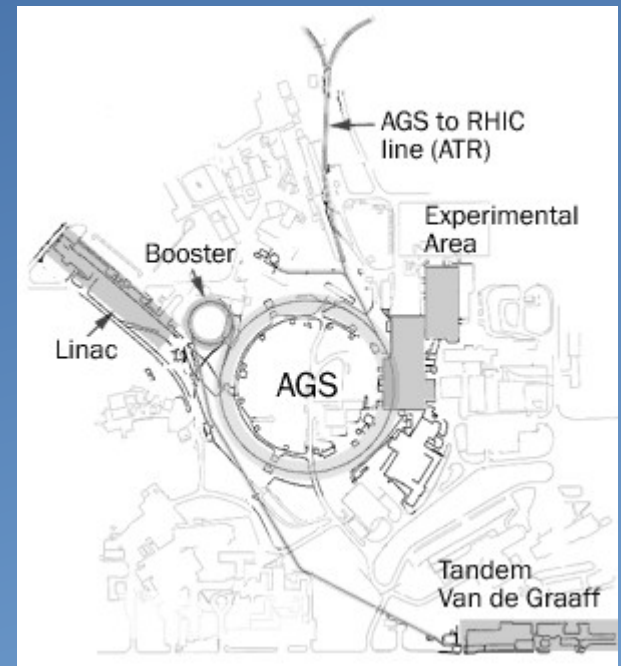 AGS to RHIC
line (ATR)
Experimental
Area
Booster
Linac
AGS
Tandem
Van de Graaff